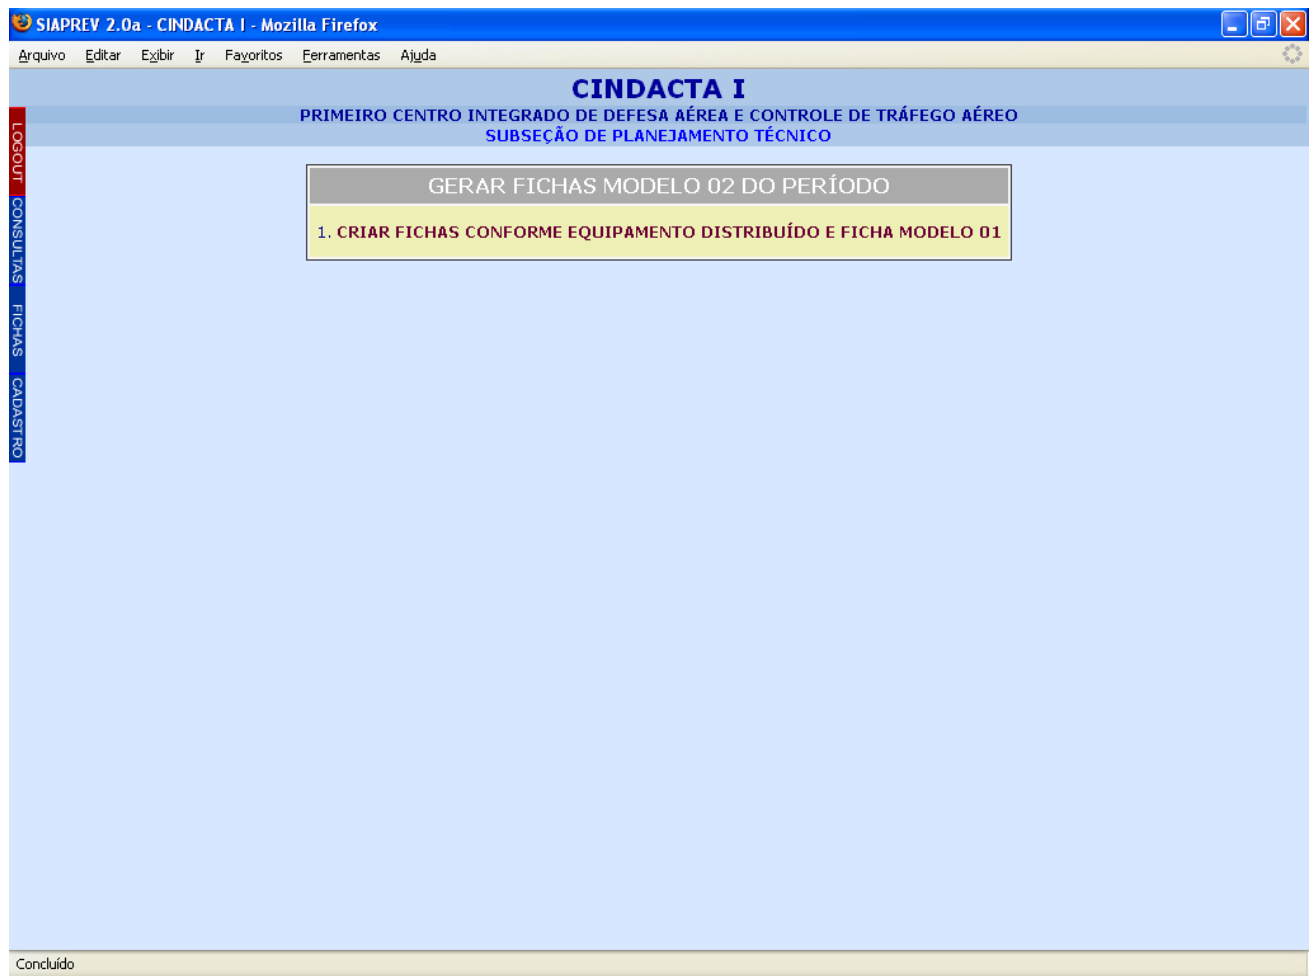 SIAPREV 2.0a - CINDACTA I - Mozilla Firefox
Arquivo Editar Exibir Ir Favoritos Ferramentas Ajuda
CINDACTA I
PRIMEIRO CENTRO INTEGRADO DE DEFESA AÉREA E CONTROLE DE TRÁFEGO AÉREO
SUBSEÇÃO DE PLANEJAMENTO TÉCNICO
LOGOUT
CONSULTAS
FICHAS
CADASTRO
GERAR FICHAS MODELO 02 DO PERÍODO
1. CRIAR FICHAS CONFORME EQUIPAMENTO DISTRIBUÍDO E FICHA MODELO 01
Concluído